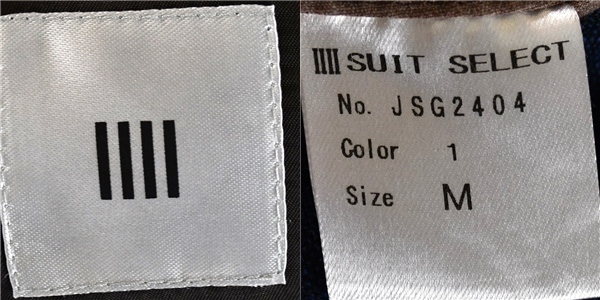 SUIT SELECT
No. JSG2404
Color 1
Size M